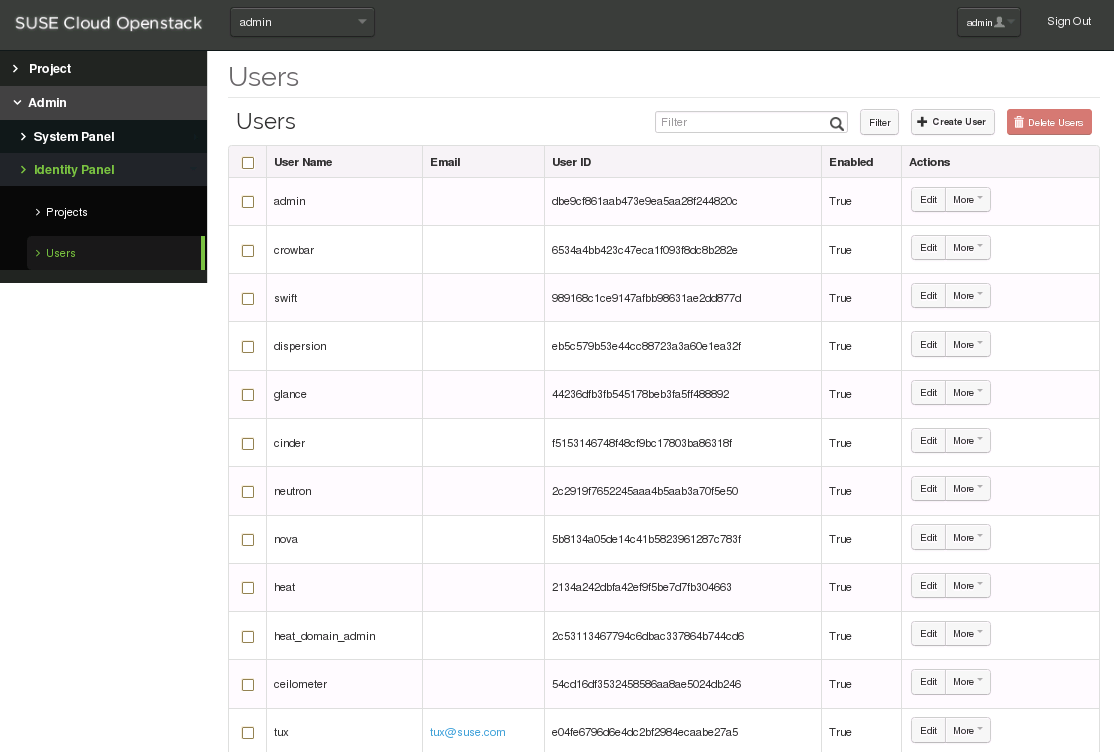 SUSE Cloud Openstack admin admin Sign Out
Project
Admin
System Panel
Identity Panel
Projects
Users
Users
Users Filter Filter Create User Delete Users
User Name Email User ID Enabled Actions
admin dbe9cf861aab473e9ea5aa28f244820c True Edit More
crowbar 6534a4bb423c47eca1f093f8dc8b282e True Edit More
swift 989168c1ce9147afbb98631ae2dd877d True Edit More
dispersion eb5c579b53e44cc88723a3a60e1ea32f True Edit More
glance 44236dfb3fb545178beb3fa5ff488892 True Edit More
cinder f5153146748f48cf9bc17803ba86318f True Edit More
neutron 2c2919f7652245aaa4b5aab3a70f5e50 True Edit More
nova 5b8134a05de14c41b5823961287c783f True Edit More
heat 2134a242dbfa42ef9f5be7d7fb304663 True Edit More
heat_domain_admin 2c53113467794c6dbac337864b744cd6 True Edit More
ceilometer 54cd16df3532458586aa8ae5024db246 True Edit More
tux tux@suse.com e04fe6796d6e4dc2bf2984ecaabe27a5 True Edit More